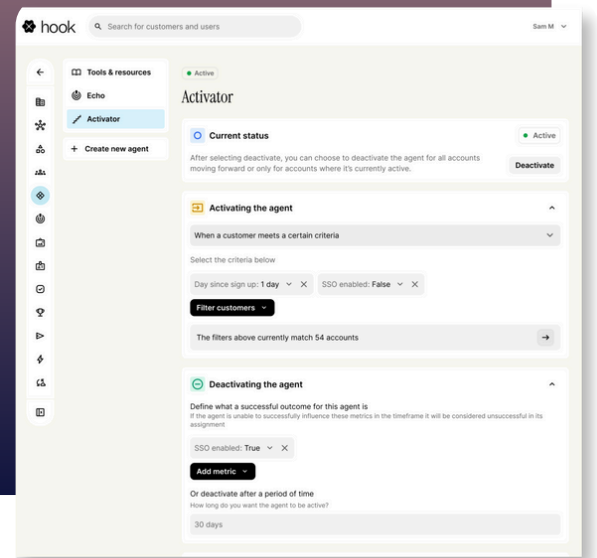 hook
Search for customers and users
Sam M
Tools & resources
Echo
Activator
Create new agent
Active
Activator
Current status
Active
After selecting deactivate, you can choose to deactivate the agent for all accounts
moving forward or only for accounts where it's currently active.
Deactivate
Activating the agent
When a customer meets a certain criteria
Select the criteria below
Day since sign up: 1 day
SSO enabled: False
Filter customers
The filters above currently match 54 accounts
Deactivating the agent
Define what a successful outcome for this agent is
If the agent is unable to successfully influence these metrics in the timeframe it will be considered unsuccessful in its
assignment
SSO enabled: True
Add metric
Or deactivate after a period of time
How long do you want the agent to be active?
30 days